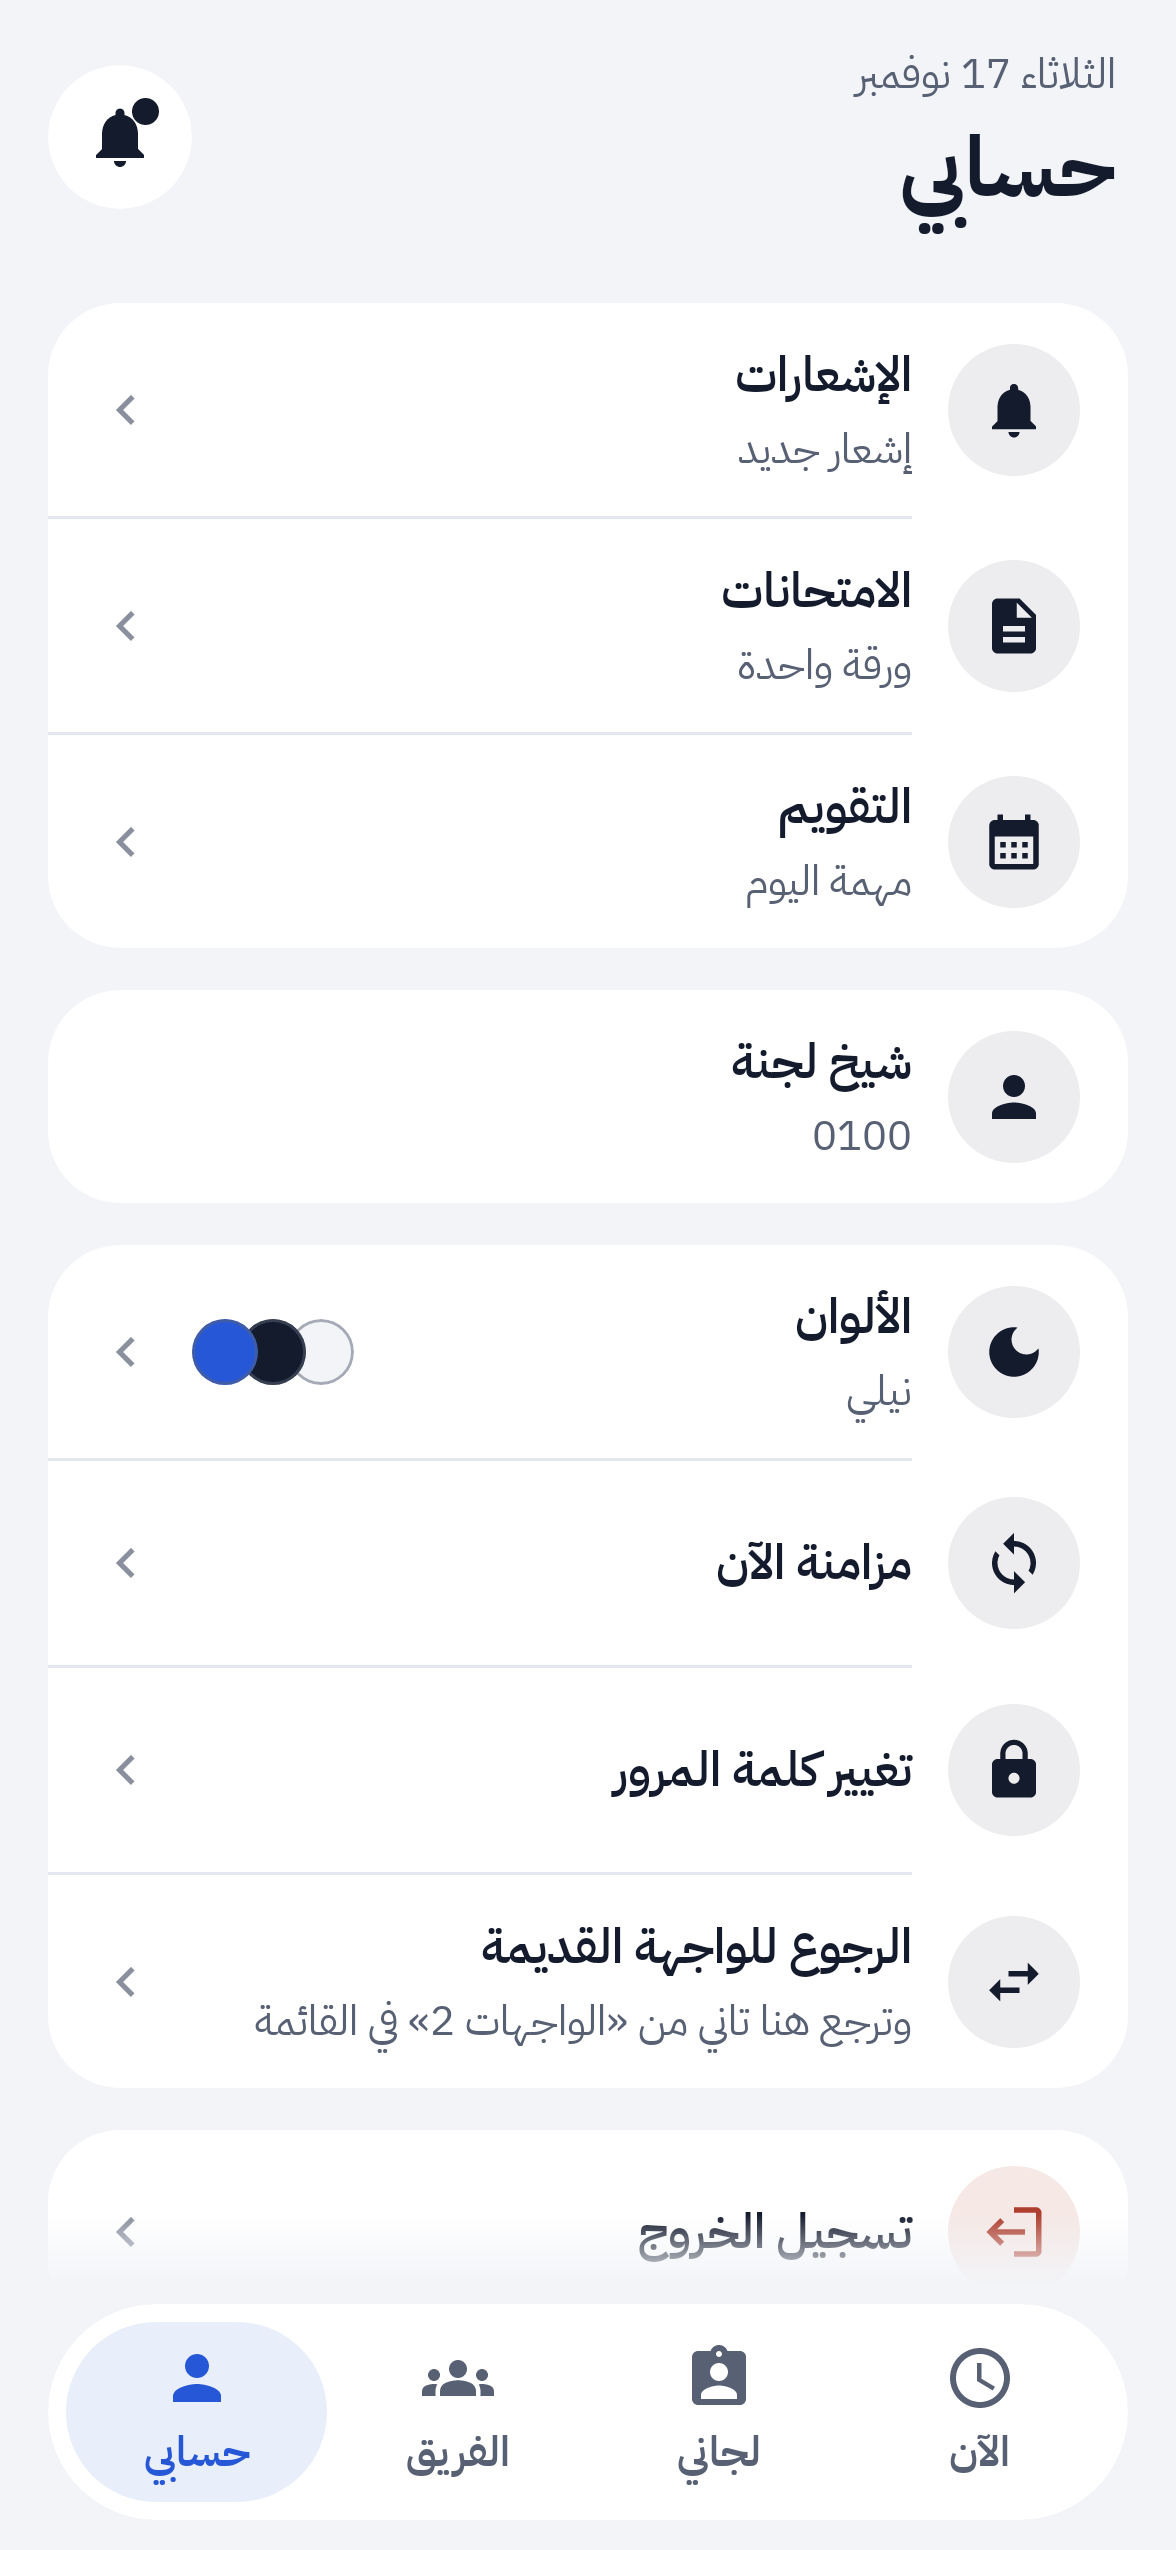 الثلاثاء 17 نوفمبر
حسابي
الإشعارات
إشعار جديد
الامتحانات
ورقة واحدة
التقويم
مهمة اليوم
شيخ لجنة
0100
الألوان
نيلي
مزامنة الآن
تغيير كلمة المرور
الرجوع للواجهة القديمة
وترجع هنا تاني من «الواجهات 2» في القائمة
تسجيل الخروج
الآن
لجاني
الفريق
حسابي